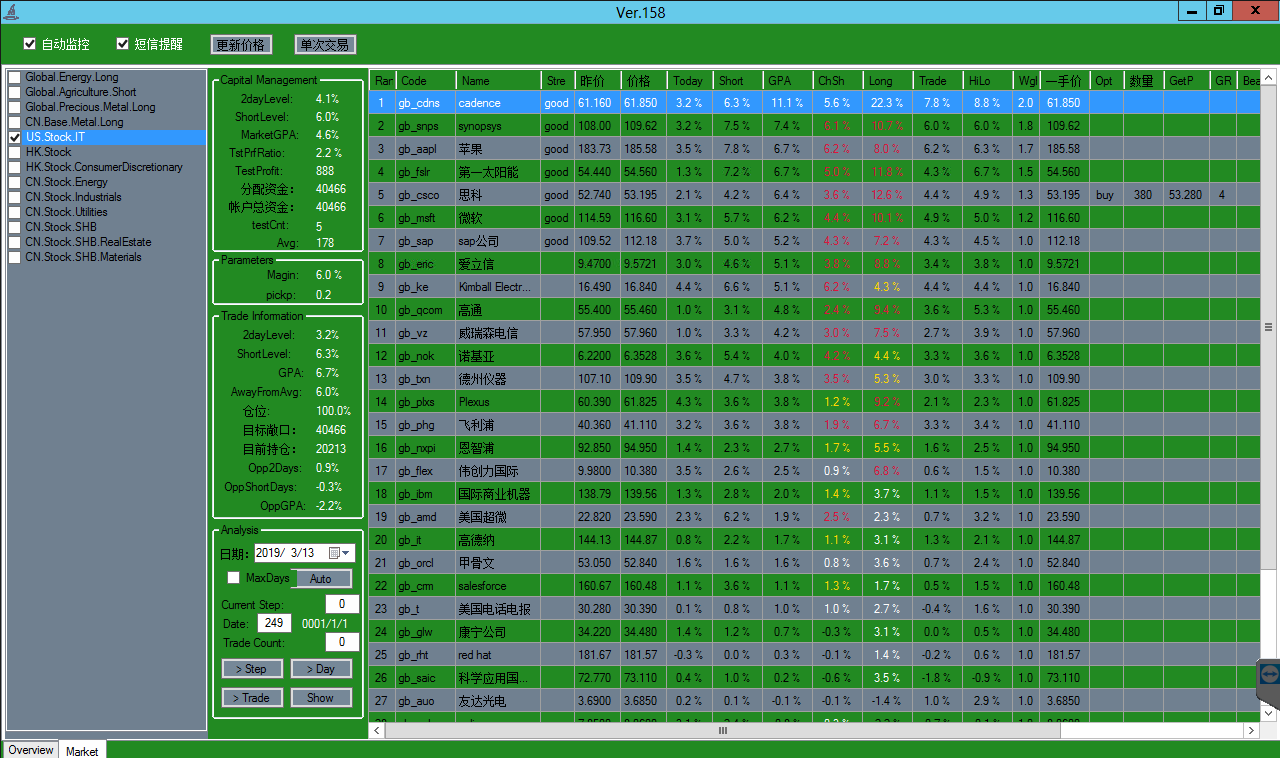 Ver.158
自动监控 短信提醒 更新价格 单次交易
Global.Energy.Long
Global.Agriculture.Short
Global.Precious.Metal.Long
CN.Base.Metal.Long
US.Stock.IT
HK.Stock
HK.Stock.ConsumerDiscretionary
CN.Stock.Energy
CN.Stock.Industrials
CN.Stock.Utilities
CN.Stock.SHB
CN.Stock.SHB.RealEstate
CN.Stock.SHB.Materials
Capital Management
2dayLevel: 4.1%
ShortLevel: 6.0%
MarketGPA: 4.6%
TstPrfRatio: 2.2 %
TestProfit: 888
分配资金: 40466
帐户总资金: 40466
testCnt: 5
Avg: 178
Parameters
Magin: 6.0 %
pickp: 0.2
Trade Information
2dayLevel: 3.2%
ShortLevel: 6.3%
GPA: 6.7%
AwayFromAvg: 6.0%
仓位: 100.0%
目标敞口: 40466
目前持仓: 20213
Opp2Days: 0.9%
OppShortDays: -0.3%
OppGPA: -2.2%
Analysis
日期: 2019/ 3/13
MaxDays Auto
Current Step: 0
Date: 249 0001/1/1
Trade Count: 0
> Step > Day
> Trade Show
Ran Code Name Stre 昨价 价格 Today Short GPA ChSh Long Trade HiLo Wgl 一手价 Opt 数量 GetP GR Bea
1 gb_cdns cadence good 61.160 61.850 3.2 % 6.3 % 11.1 % 5.6 % 22.3 % 7.8 % 8.8 % 2.0 61.850
2 gb_snps synopsys good 108.00 109.62 3.2 % 7.5 % 7.4 % 6.0 % 6.0 % 1.8 109.62
3 gb_aapl 苹果 good 183.73 185.58 3.5 % 7.8 % 6.7 % 6.2 % 8.0 % 6.2 % 6.3 % 1.7 185.58
4 gb_fslr 第一太阳能 good 54.440 54.560 1.3 % 7.2 % 6.7 % 4.3 % 6.7 % 1.5 54.560
5 gb_csco 思科 good 52.740 53.195 2.1 % 4.2 % 6.4 % 3.6 % 12.6 % 4.4 % 4.9 % 1.3 53.195 buy 380 53.280 4
6 gb_msft 微软 good 114.59 116.60 3.1 % 5.7 % 6.2 % 4.9 % 5.0 % 1.2 116.60
7 gb_sap sap公司 good 109.52 112.18 3.7 % 5.0 % 5.2 % 4.3 % 7.2 % 4.3 % 4.5 % 1.0 112.18
8 gb_eric 爱立信 9.4700 9.5721 3.0 % 4.6 % 5.1 % 3.4 % 3.8 % 1.0 9.5721
9 gb_ke Kimball Electr... 16.490 16.840 4.4 % 6.6 % 5.1 % 6.2 % 4.3 % 4.4 % 4.4 % 1.0 16.840
10 gb_qcom 高通 55.400 55.460 1.0 % 3.1 % 4.8 % 3.6 % 5.3 % 1.0 55.460
11 gb_vz 威瑞森电信 57.950 57.960 1.0 % 3.3 % 4.2 % 3.0 % 7.5 % 2.7 % 3.9 % 1.0 57.960
12 gb_nok 诺基亚 6.2200 6.3528 3.6 % 5.4 % 4.0 % 4.4 % 3.3 % 3.6 % 1.0 6.3528
13 gb_txn 德州仪器 107.10 109.90 3.5 % 4.7 % 3.8 % 3.5 % 5.3 % 3.0 % 3.3 % 1.0 109.90
14 gb_plxs Plexus 60.390 61.825 4.3 % 3.6 % 3.8 % 1.2 % 2.1 % 2.3 % 1.0 61.825
15 gb_phg 飞利浦 40.360 41.110 3.2 % 3.6 % 3.8 % 1.9 % 6.7 % 3.3 % 3.4 % 1.0 41.110
16 gb_nxpi 恩智浦 92.850 94.950 1.4 % 2.3 % 2.7 % 1.7 % 5.5 % 1.6 % 2.5 % 1.0 94.950
17 gb_flex 伟创力国际 9.9800 10.380 3.5 % 2.6 % 2.5 % 0.9 % 6.8 % 0.6 % 1.5 % 1.0 10.380
18 gb_ibm 国际商业机器 138.79 139.56 1.3 % 2.8 % 2.0 % 1.4 % 3.7 % 1.1 % 1.5 % 1.0 139.56
19 gb_amd 美国超微 22.820 23.590 2.3 % 6.2 % 1.9 % 2.5 % 2.3 % 0.7 % 3.2 % 1.0 23.590
20 gb_it 高德纳 144.13 144.87 0.8 % 2.2 % 1.7 % 1.1 % 3.1 % 1.3 % 2.1 % 1.0 144.87
21 gb_orcl 甲骨文 53.050 52.840 1.6 % 1.6 % 1.6 % 0.8 % 3.6 % 0.7 % 2.4 % 1.0 52.840
22 gb_crm salesforce 160.67 160.48 1.1 % 3.6 % 1.1 % 1.3 % 1.7 % 0.5 % 1.5 % 1.0 160.48
23 gb_t 美国电话电报 30.280 30.390 0.1 % 0.8 % 1.0 % 1.0 % 2.7 % -0.4 % 1.6 % 1.0 30.390
24 gb_glw 康宁公司 34.220 34.480 1.4 % 1.2 % 0.7 % -0.3 % 3.1 % 0.0 % 0.5 % 1.0 34.480
25 gb_rht red hat 181.67 181.57 -0.3 % 0.0 % 0.3 % -0.1 % 1.4 % -0.2 % 0.6 % 1.0 181.57
26 gb_saic 科学应用国... 72.770 73.110 0.4 % 1.0 % 0.2 % -0.6 % 3.5 % -1.8 % -0.9 % 1.0 73.110
27 gb_auo 友达光电 3.6900 3.6850 0.2 % 0.1 % -0.1 % -0.1 % -1.4 % 1.0 % 2.9 % 1.0 3.6850
Overview Market